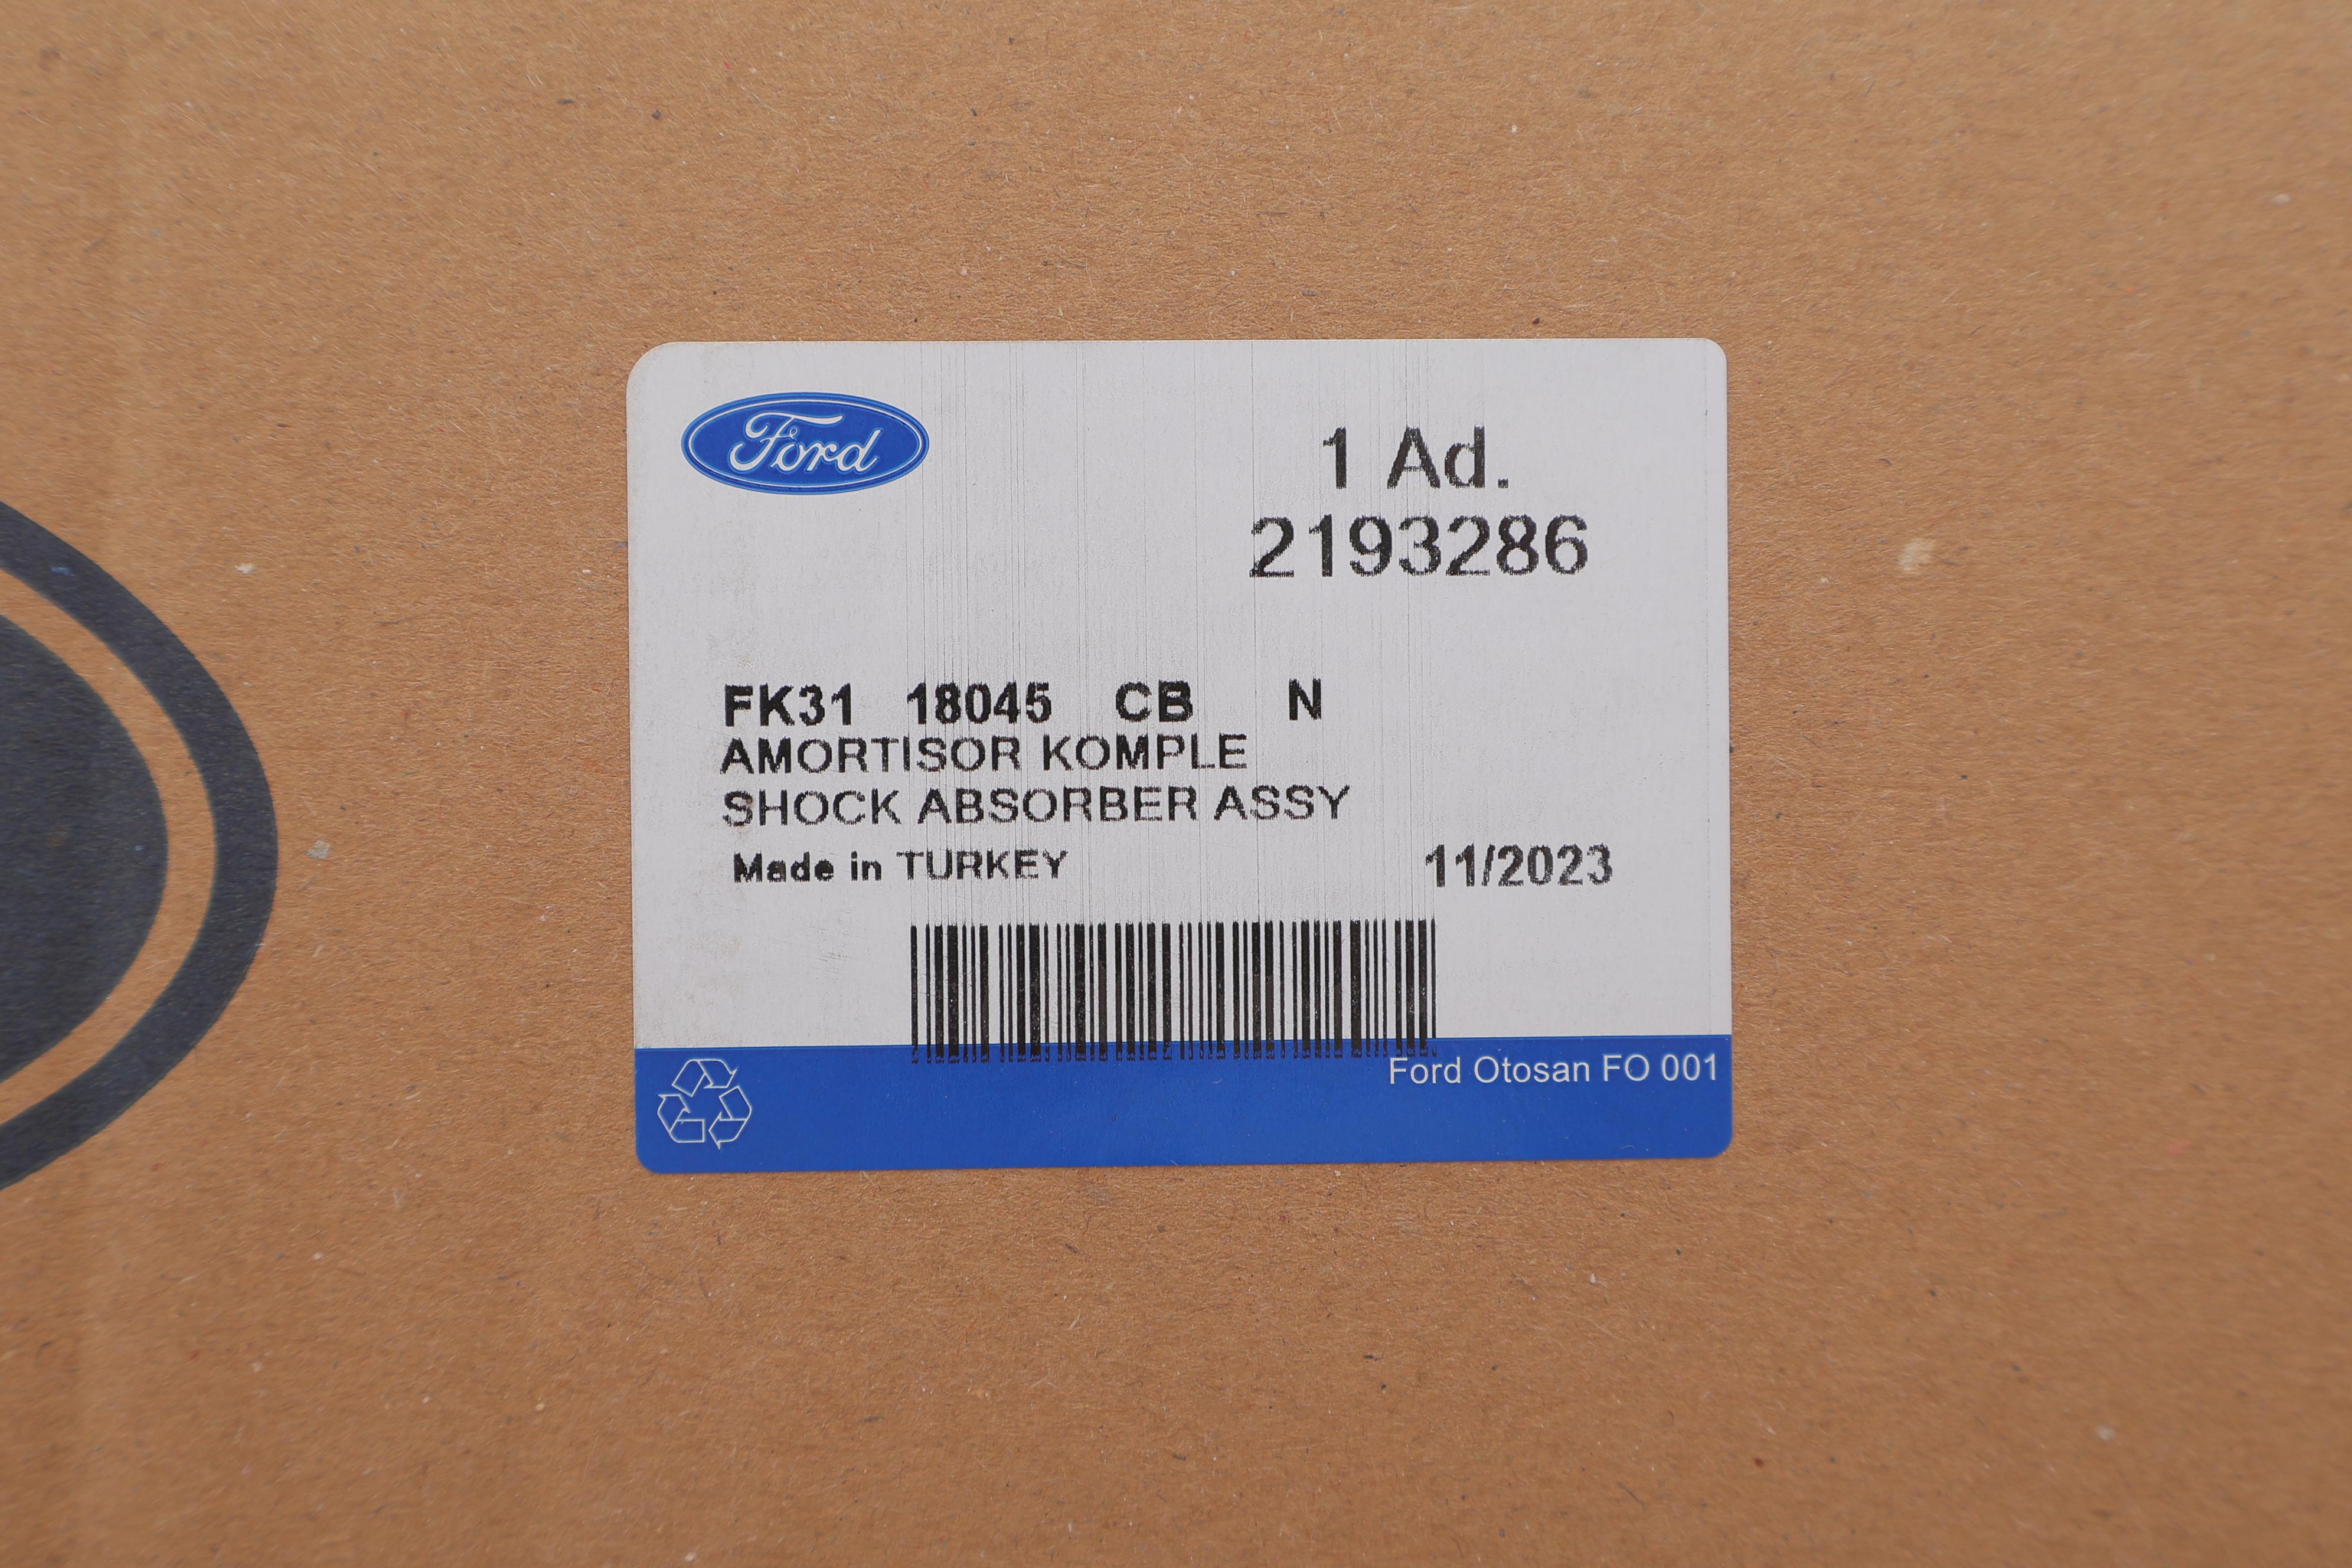 Ford
1 Ad.
2193286
FK31 18045 CB N
AMORTISOR KOMPLE
SHOCK ABSORBER ASSY
Made in TURKEY 11/2023
Ford Otosan FO 001